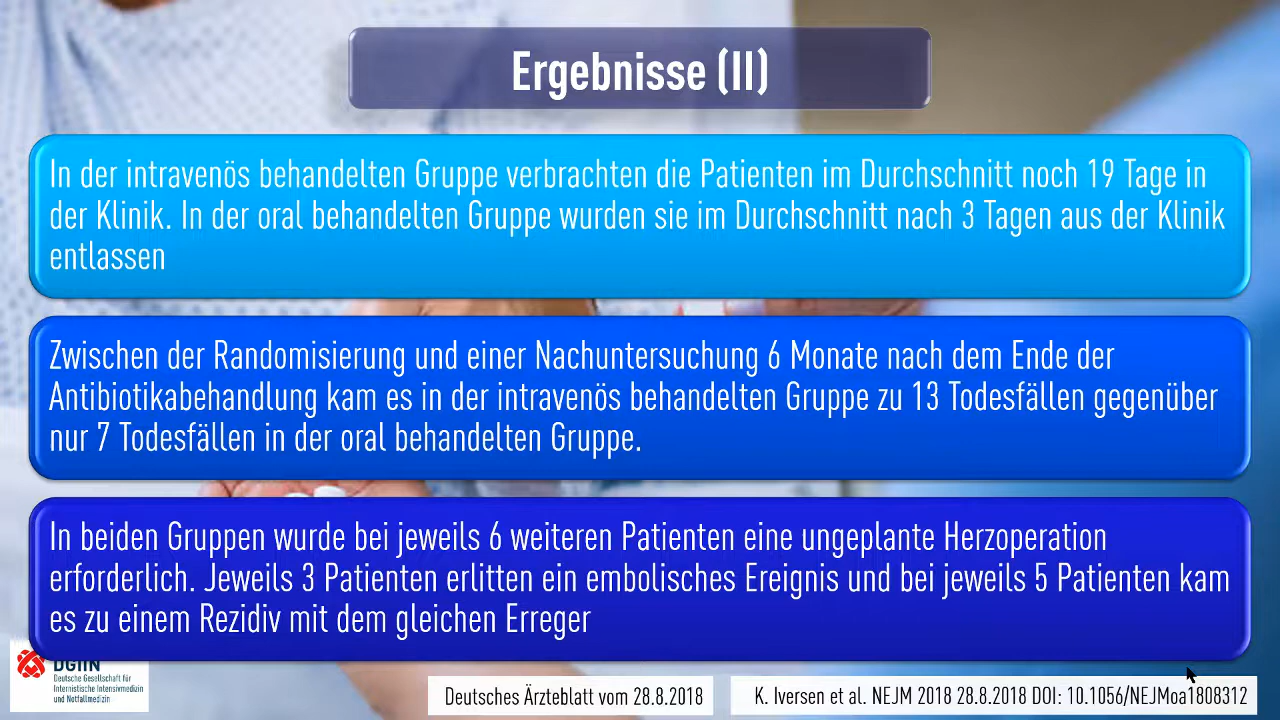 Ergebnisse (II)
In der intravenös behandelten Gruppe verbrachten die Patienten im Durchschnitt noch 19 Tage in
der Klinik. In der oral behandelten Gruppe wurden sie im Durchschnitt nach 3 Tagen aus der Klinik
entlassen
Zwischen der Randomisierung und einer Nachuntersuchung 6 Monate nach dem Ende der
Antibiotikabehandlung kam es in der intravenös behandelten Gruppe zu 13 Todesfällen gegenüber
nur 7 Todesfällen in der oral behandelten Gruppe.
In beiden Gruppen wurde bei jeweils 6 weiteren Patienten eine ungeplante Herzoperation
erforderlich. Jeweils 3 Patienten erlitten ein embolisches Ereignis und bei jeweils 5 Patienten kam
es zu einem Rezidiv mit dem gleichen Erreger
DGIIN
Deutsche Gesellschaft für
Internistische Intensivmedizin
und Notfallmedizin
Deutsches Ärzteblatt vom 28.8.2018
K. Iversen et al. NEJM 2018 28.8.2018 DOI: 10.1056/NEJMoa1808312